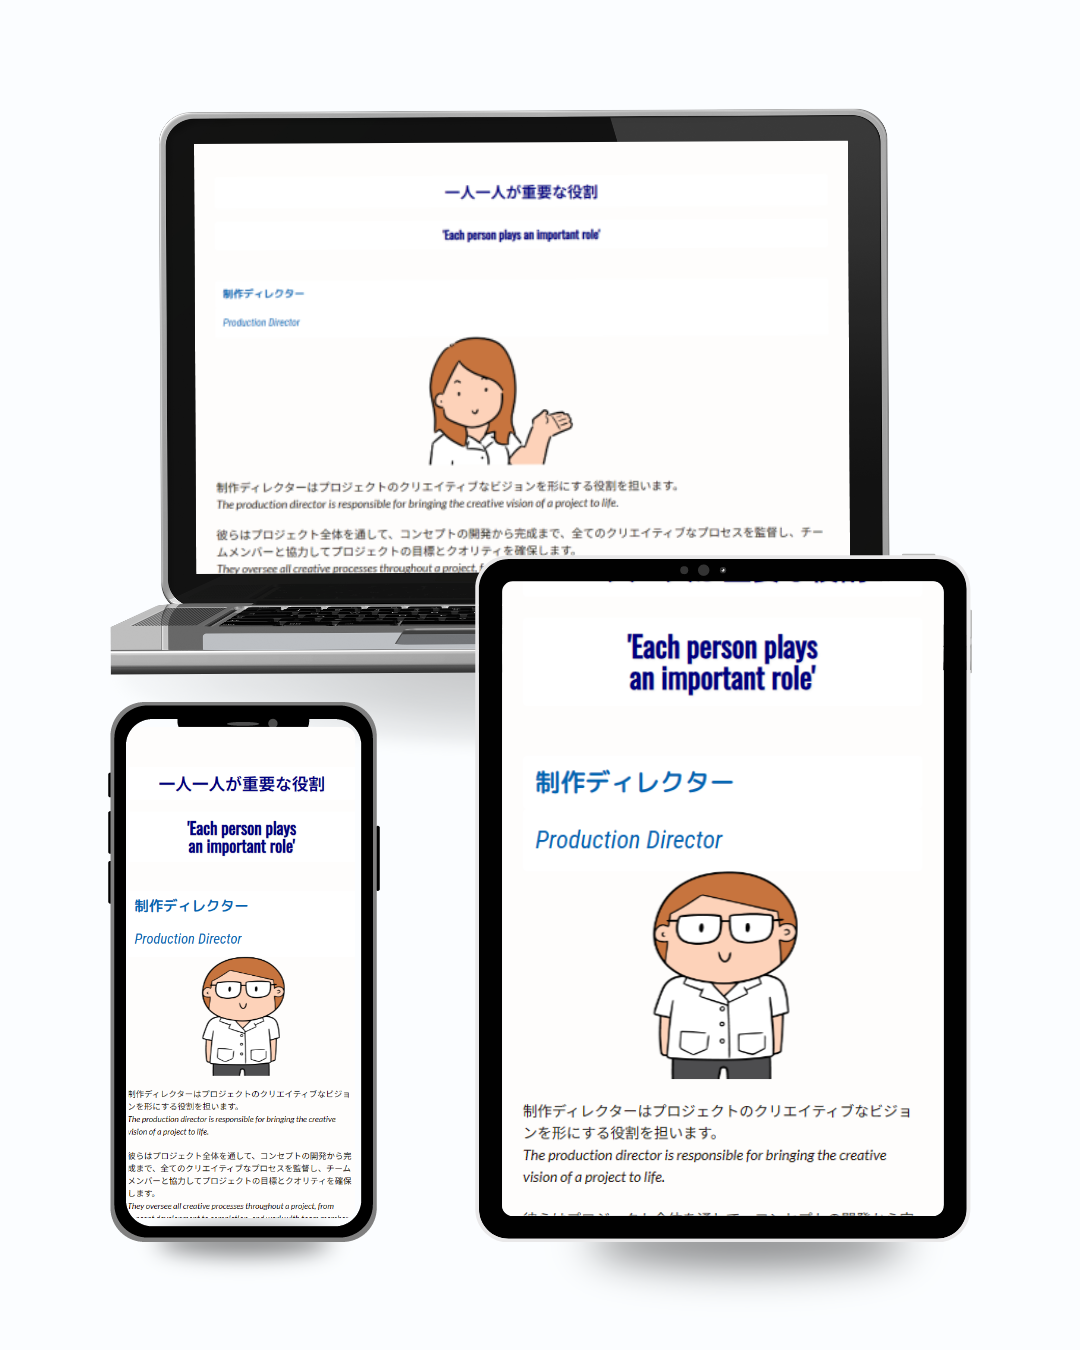 一人一人が重要な役割
'Each person plays an important role'
制作ディレクター
Production Director
制作ディレクターはプロジェクトのクリエイティブなビジョンを形にする役割を担います。
The production director is responsible for bringing the creative vision of a project to life.
彼らはプロジェクト全体を通して、コンセプトの開発から完成まで、全てのクリエイティブなプロセスを監督し、チー
ムメンバーと協力してプロジェクトの目標とクオリティを確保します。
They oversee all creative processes throughout a project,
'Each person plays
an important role'
制作ディレクター
Production Director
制作ディレクターはプロジェクトのクリエイティブなビジョ
ンを形にする役割を担います。
The production director is responsible for bringing the creative
vision of a project to life.
一人一人が重要な役割
'Each person plays
an important role'
制作ディレクター
Production Director
制作ディレクターはプロジェクトのクリエイティブなビジョ
ンを形にする役割を担います。
The production director is responsible for bringing the creative
vision of a project to life.
彼らはプロジェクト全体を通して、コンセプトの開発から完
成まで、全てのクリエイティブなプロセスを監督し、チーム
メンバーと協力してプロジェクトの目標とクオリティを確保
します。
They oversee all creative processes throughout a project, from